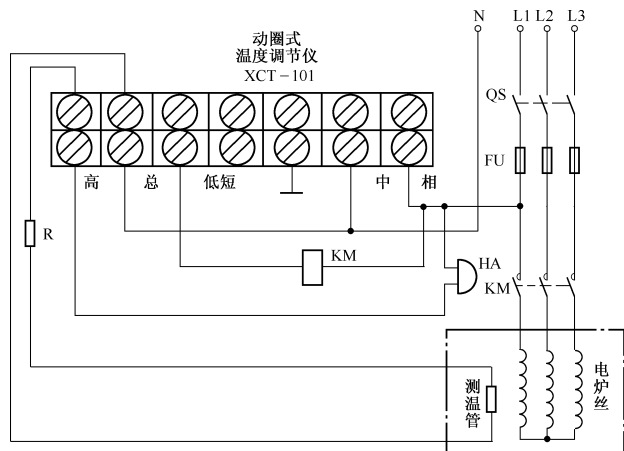 N L1 L2 L3
动圈式
温度调节仪
XCT-101
QS
FU
高 总 低短 中 相
R
KM
HA
KM
测温管
电炉丝